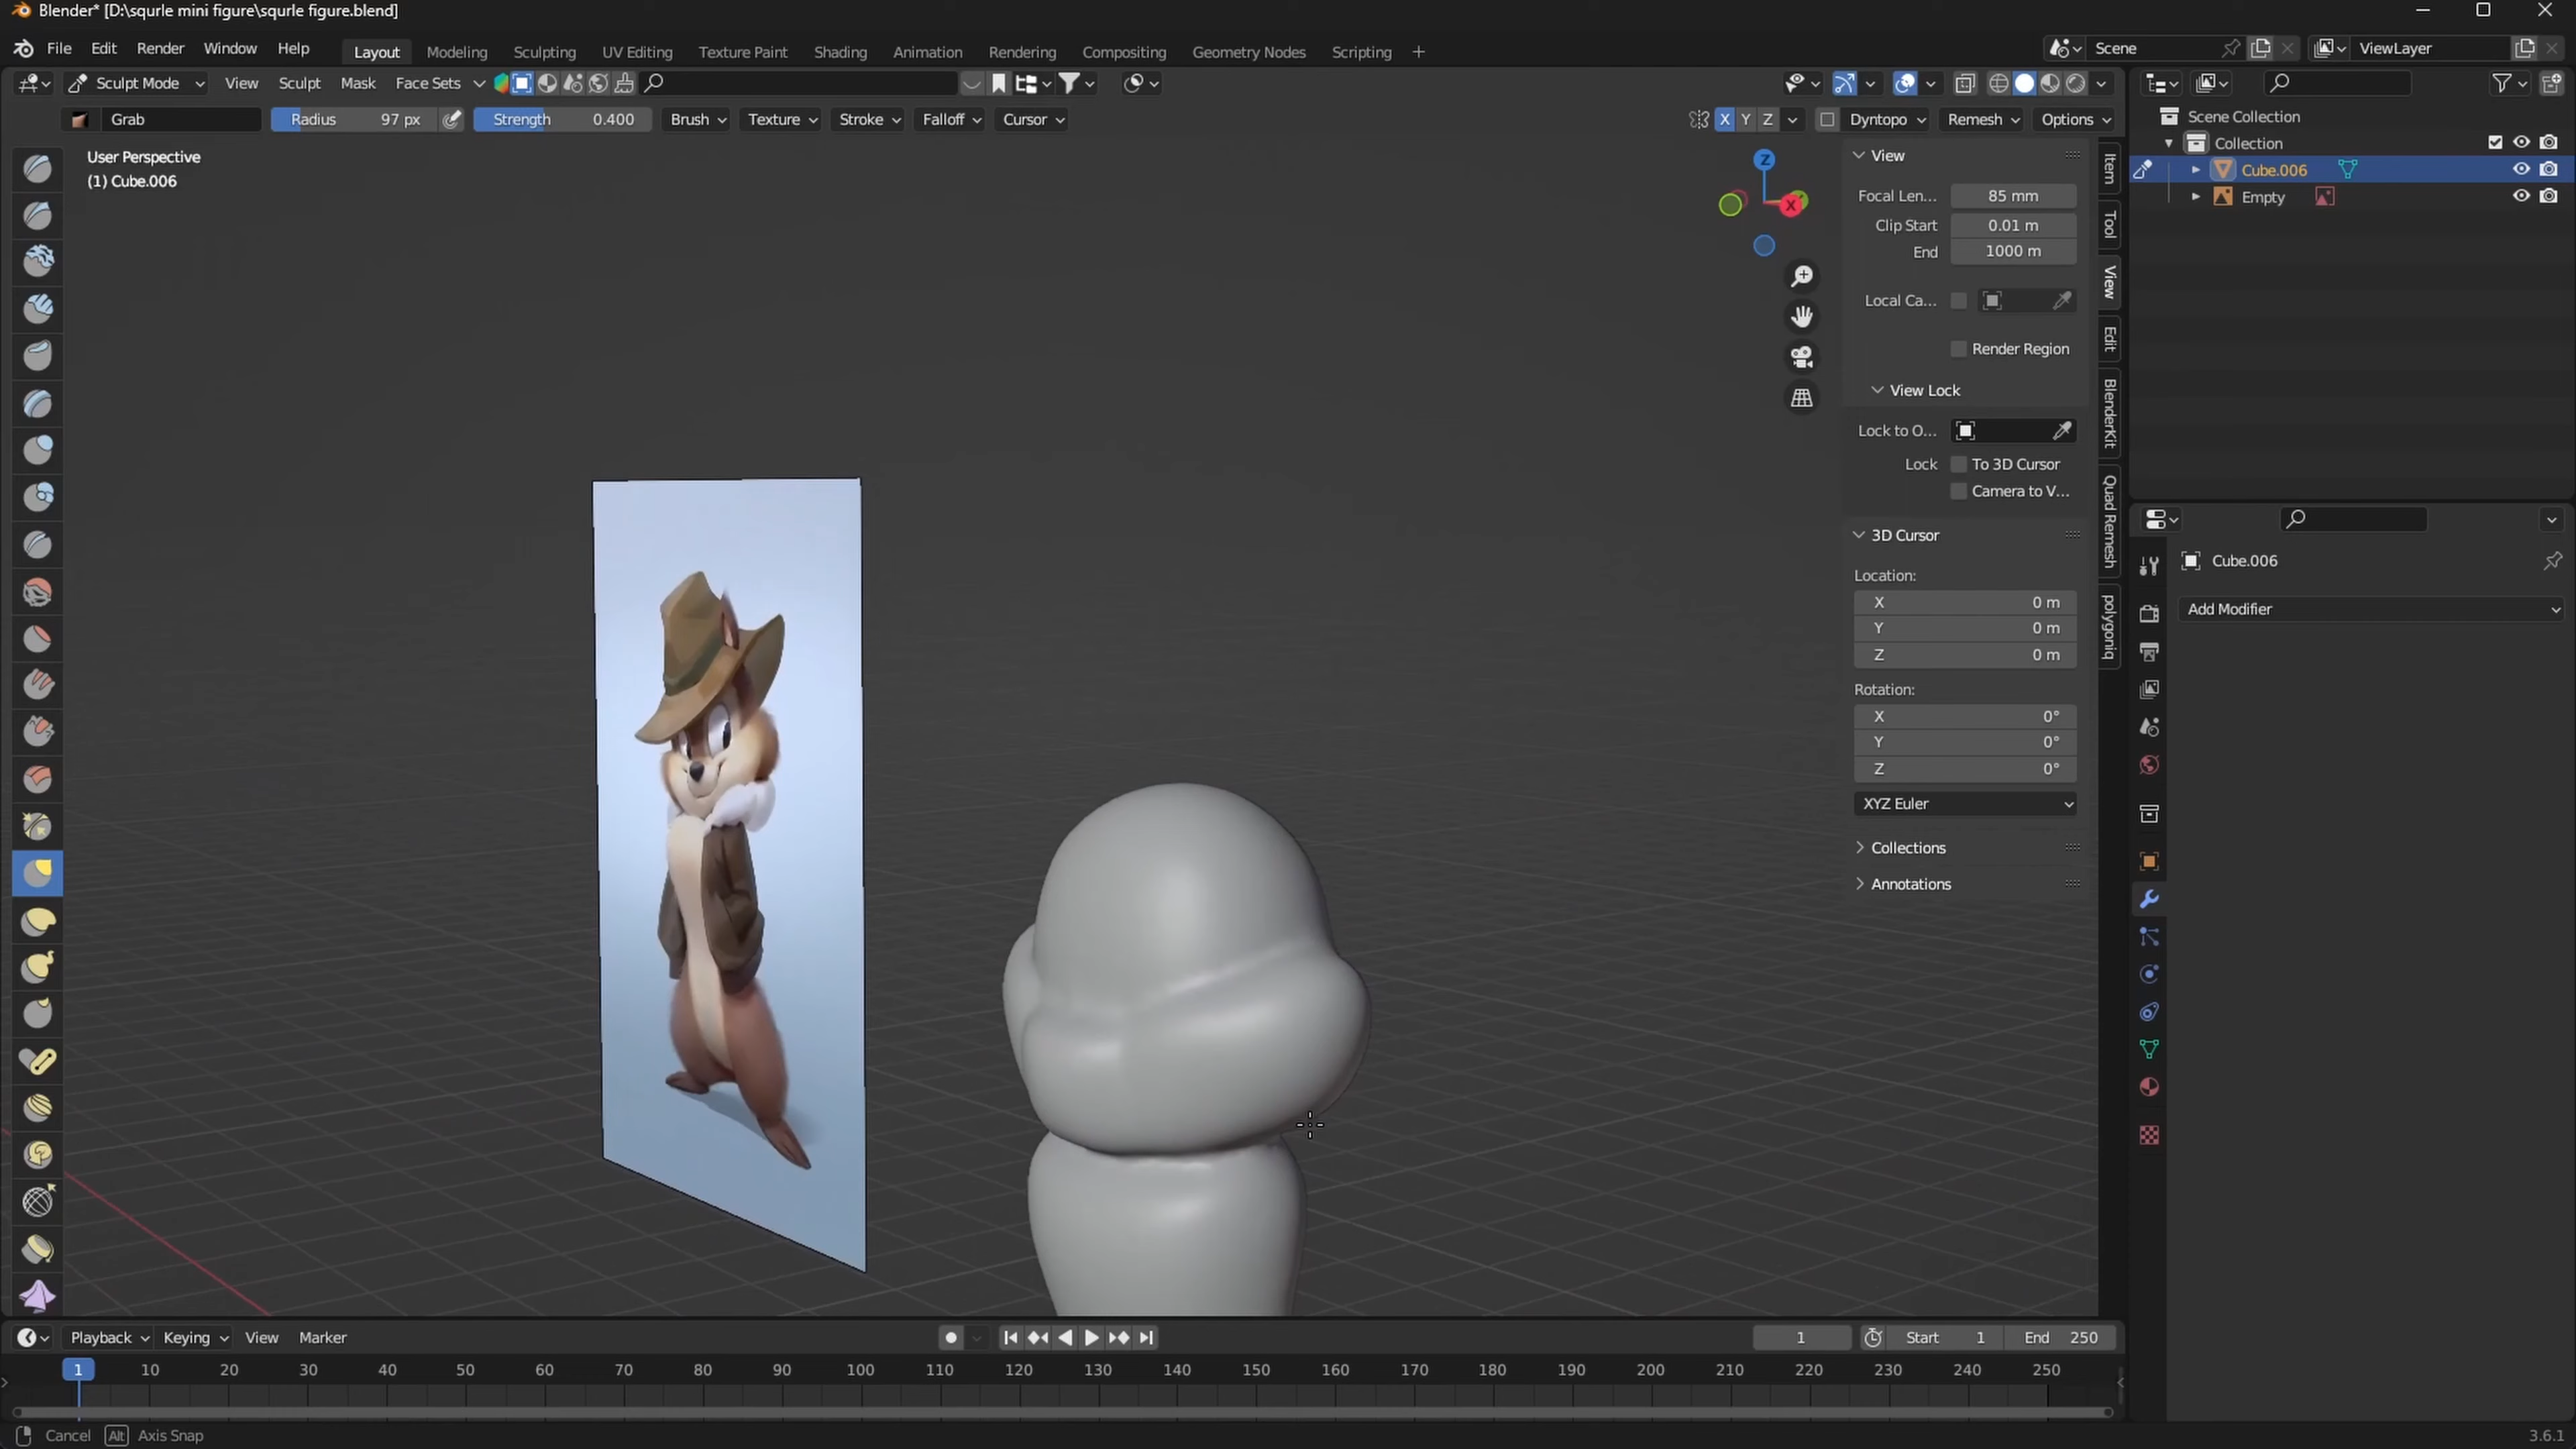 Blender* [D:\squrle mini figure\squrle figure.blend]
File Edit Render Window Help Layout Modeling Sculpting UV Editing Texture Paint Shading Animation Rendering Compositing Geometry Nodes Scripting + Scene ViewLayer
Sculpt Mode View Sculpt Mask Face Sets
Grab Radius 97 px Strength 0.400 Brush Texture Stroke Falloff Cursor X Y Z Dyntopo Remesh Options
User Perspective
(1) Cube.006
Z
X
View
Focal Len... 85 mm
Clip Start 0.01 m
End 1000 m
Local Ca...
Render Region
View Lock
Lock to O...
Lock To 3D Cursor
Camera to V...
3D Cursor
Location:
X 0 m
Y 0 m
Z 0 m
Rotation:
X 0°
Y 0°
Z 0°
XYZ Euler
Collections
Annotations
Item
Tool
View
Edit
BlenderKit
Quad Remesh
polygoniq
Scene Collection
Collection
Cube.006
Empty
Cube.006
Add Modifier
Playback Keying View Marker 1 Start 1 End 250
1 10 20 30 40 50 60 70 80 90 100 110 120 130 140 150 160 170 180 190 200 210 220 230 240 250
Cancel Alt Axis Snap 3.6.1